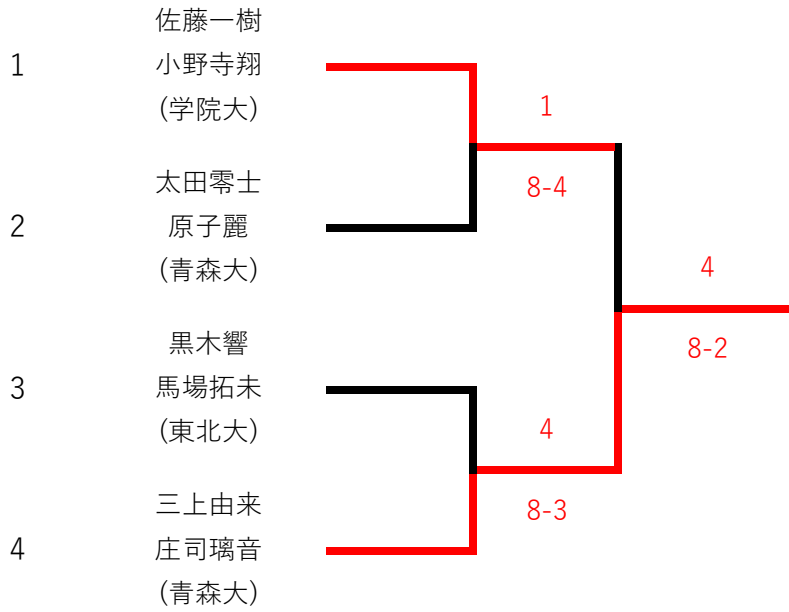 佐藤一樹
1 小野寺翔
(学院大)
1
8-4
太田零士
2 原子麗
(青森大)
4
8-2
黒木響
3 馬場拓未
(東北大)
4
8-3
三上由来
4 庄司璃音
(青森大)